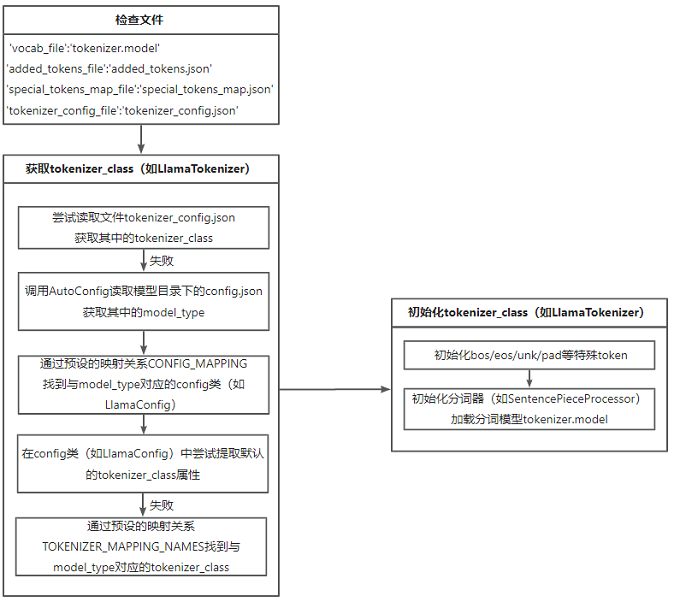 检查文件
'vocab_file':'tokenizer.model'
'added_tokens_file':'added_tokens.json'
'special_tokens_map_file':'special_tokens_map.json'
'tokenizer_config_file':'tokenizer_config.json'
获取tokenizer_class（如LlamaTokenizer）
尝试读取文件tokenizer_config.json
获取其中的tokenizer_class
失败
调用AutoConfig读取模型目录下的config.json
获取其中的model_type
通过预设的映射关系CONFIG_MAPPING
找到与model_type对应的config类（如
LlamaConfig）
在config类（如LlamaConfig）中尝试提取默认
的tokenizer_class属性
失败
通过预设的映射关系
TOKENIZER_MAPPING_NAMES找到与
model_type对应的tokenizer_class
初始化tokenizer_class（如LlamaTokenizer）
初始化bos/eos/unk/pad等特殊token
初始化分词器（如SentencePieceProcessor）
加载分词模型tokenizer.model